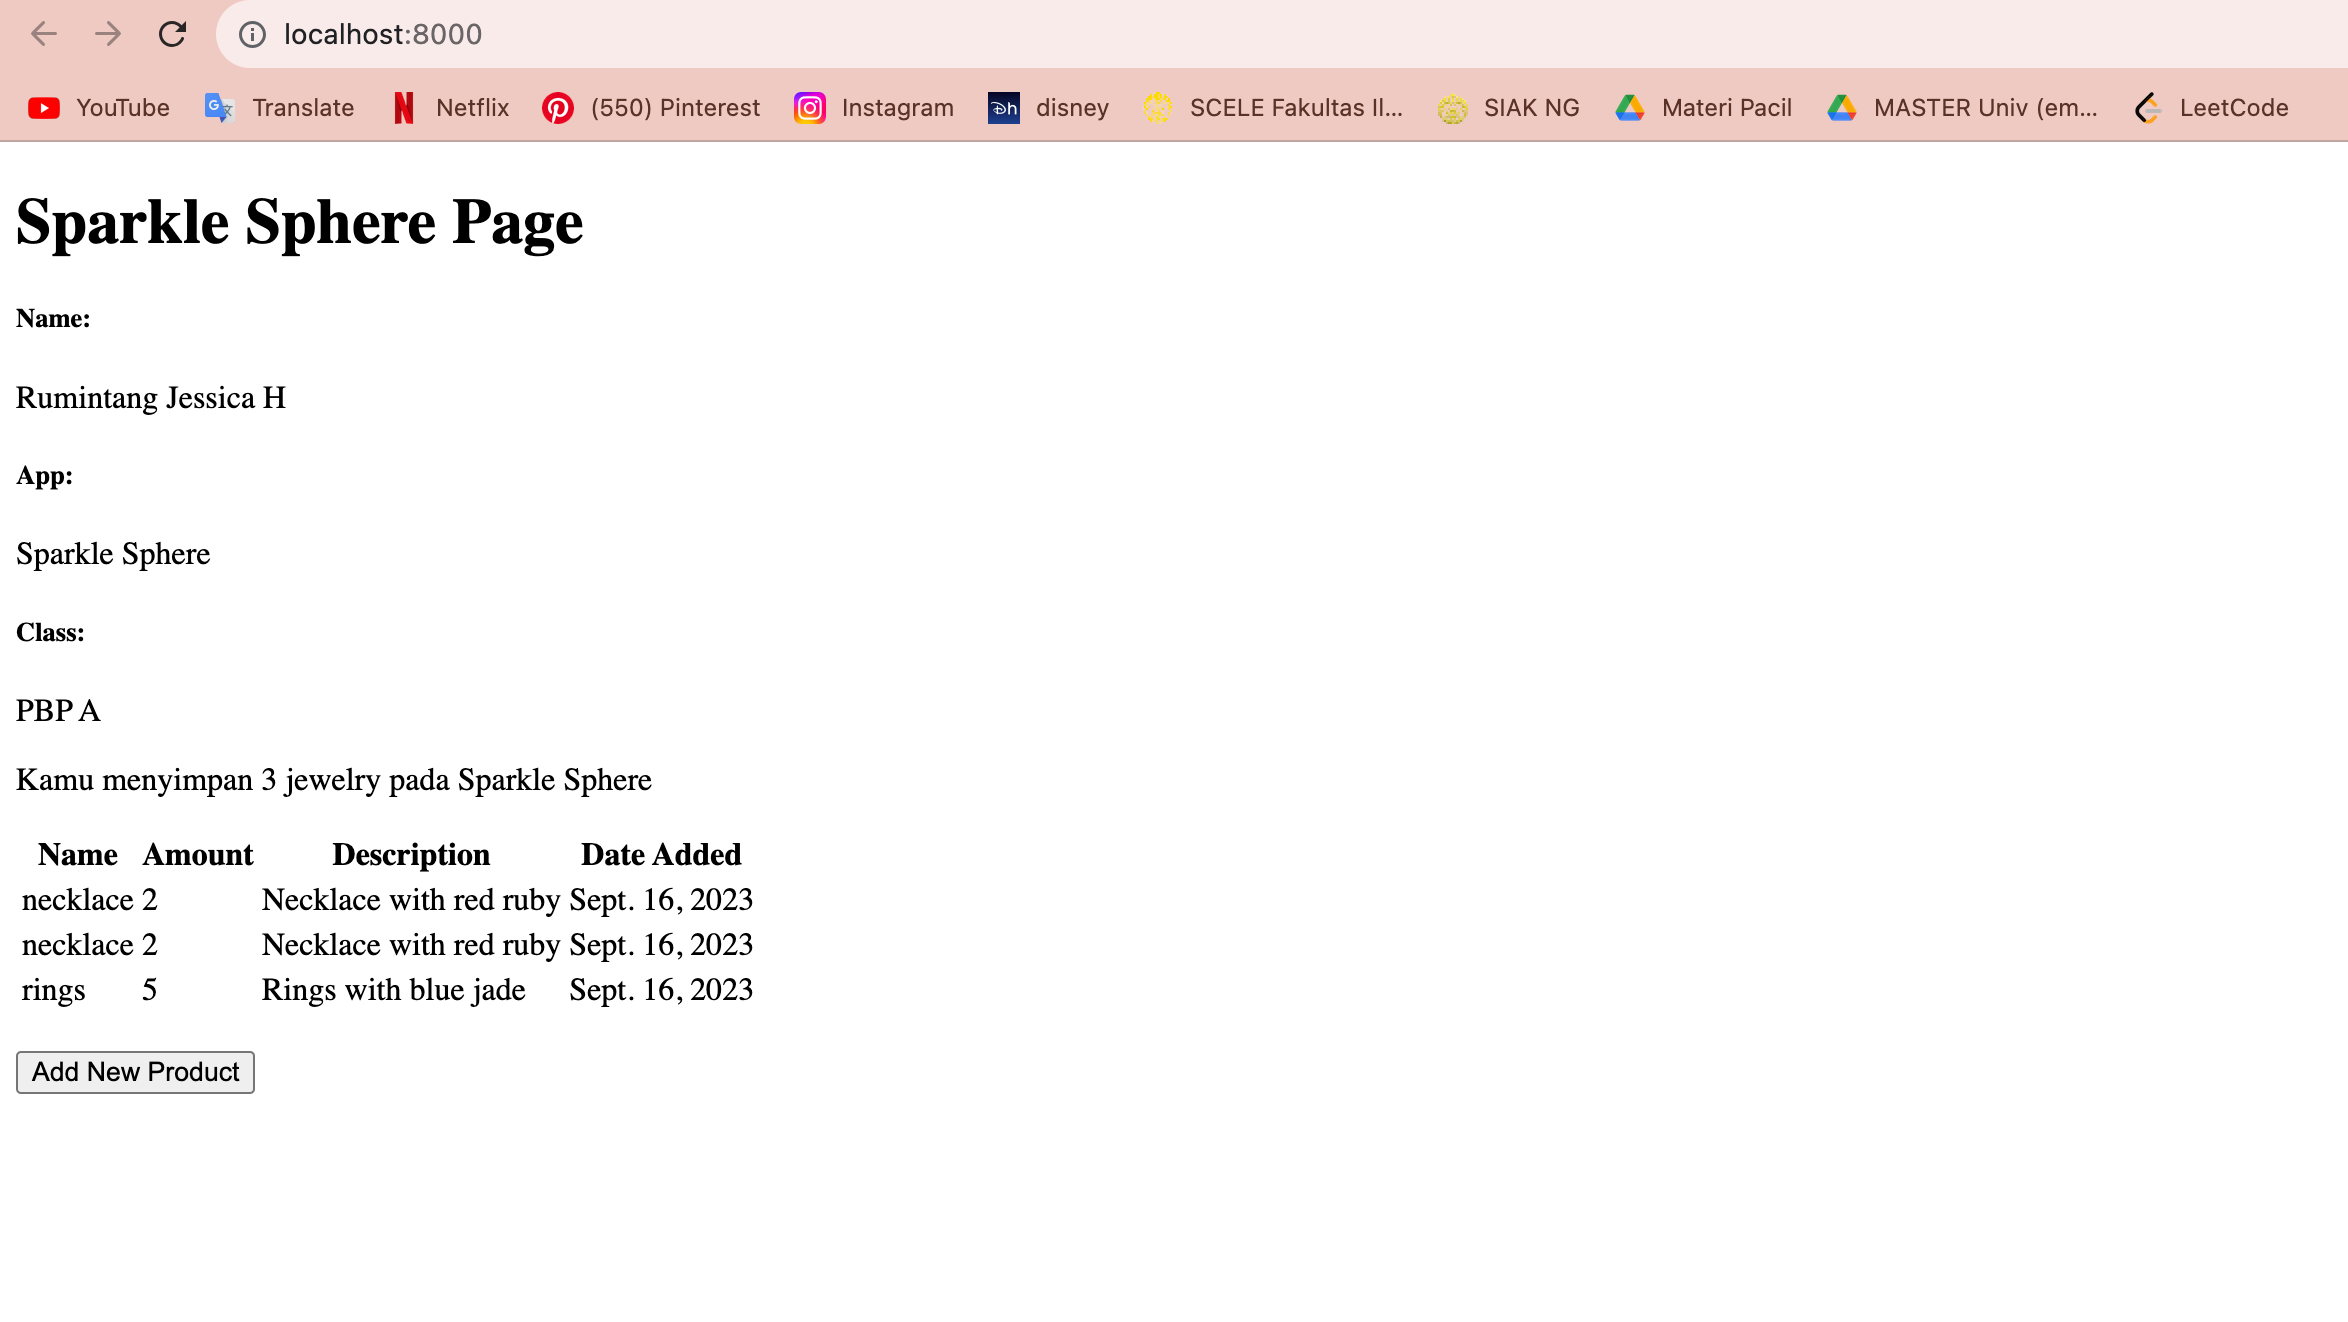 localhost:8000
YouTube Translate Netflix (550) Pinterest Instagram disney SCELE Fakultas Il... SIAK NG Materi Pacil MASTER Univ (em... LeetCode
Sparkle Sphere Page
Name:
Rumintang Jessica H
App:
Sparkle Sphere
Class:
PBP A
Kamu menyimpan 3 jewelry pada Sparkle Sphere
Name Amount Description Date Added
necklace 2 Necklace with red ruby Sept. 16, 2023
necklace 2 Necklace with red ruby Sept. 16, 2023
rings 5 Rings with blue jade Sept. 16, 2023
Add New Product